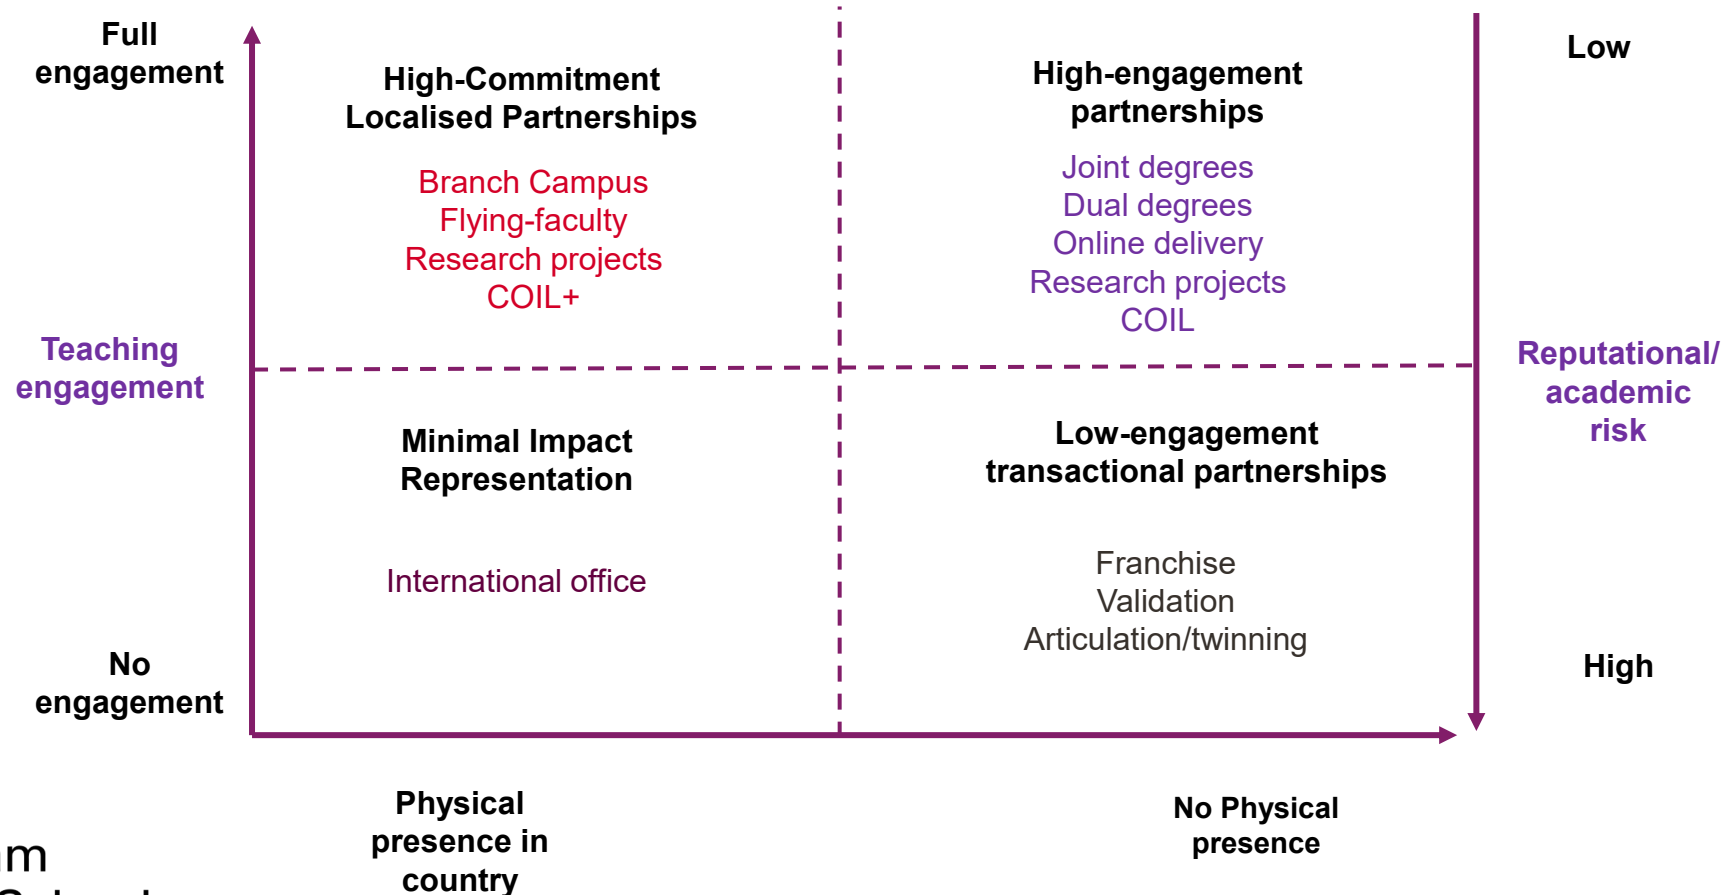 Full
engagement
Low
High-Commitment
Localised Partnerships
High-engagement
partnerships
Branch Campus
Flying-faculty
Research projects
COIL+
Joint degrees
Dual degrees
Online delivery
Research projects
COIL
Teaching
engagement
Reputational/
academic
risk
Minimal Impact
Representation
Low-engagement
transactional partnerships
International office
Franchise
Validation
Articulation/twinning
No
engagement
High
Physical
presence in
country
No Physical
presence